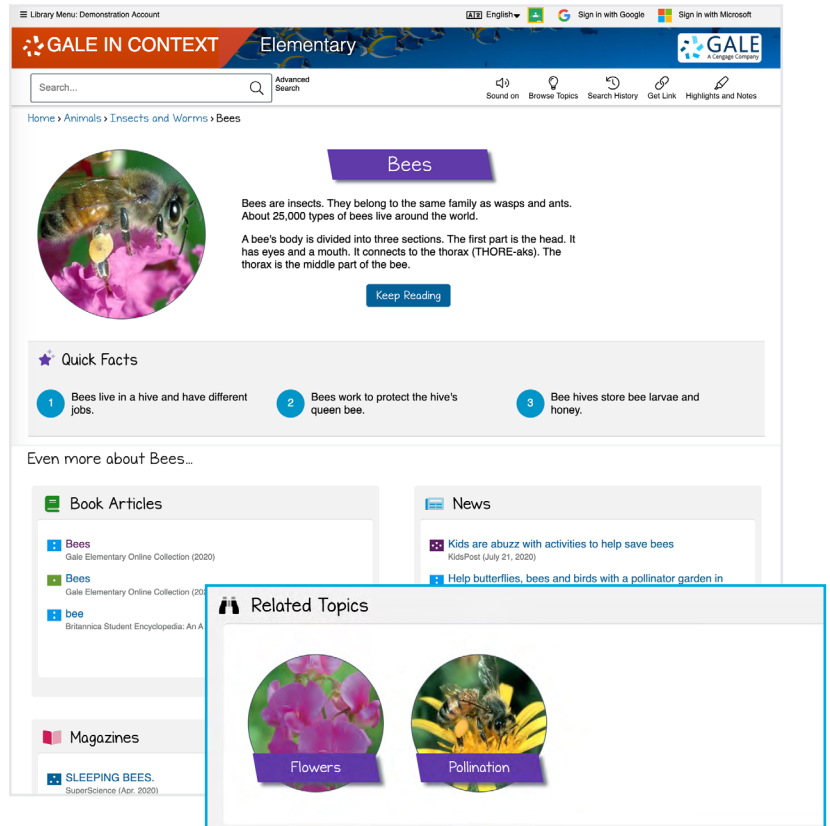 Library Menu: Demonstration Account
English
Sign in with Google
Sign in with Microsoft
GALE IN CONTEXT
Elementary
GALE
A Cengage Company
Search...
Advanced
Search
Sound on
Browse Topics
Search History
Get Link
Highlights and Notes
Home › Animals › Insects and Worms › Bees
Bees
Bees are insects. They belong to the same family as wasps and ants.
About 25,000 types of bees live around the world.
A bee's body is divided into three sections. The first part is the head. It
has eyes and a mouth. It connects to the thorax (THORE-aks). The
thorax is the middle part of the bee.
Keep Reading
Quick Facts
1
Bees live in a hive and have different
jobs.
2
Bees work to protect the hive's
queen bee.
3
Bee hives store bee larvae and
honey.
Even more about Bees...
Book Articles
Bees
Gale Elementary Online Collection (2020)
Bees
Gale Elementary Online Collection (20
bee
Britannica Student Encyclopedia: An A
News
Kids are abuzz with activities to help save bees
KidsPost (July 21, 2020)
Help butterflies, bees and birds with a pollinator garden in
Magazines
SLEEPING BEES.
SuperScience (Apr. 2020)
Related Topics
Flowers
Pollination